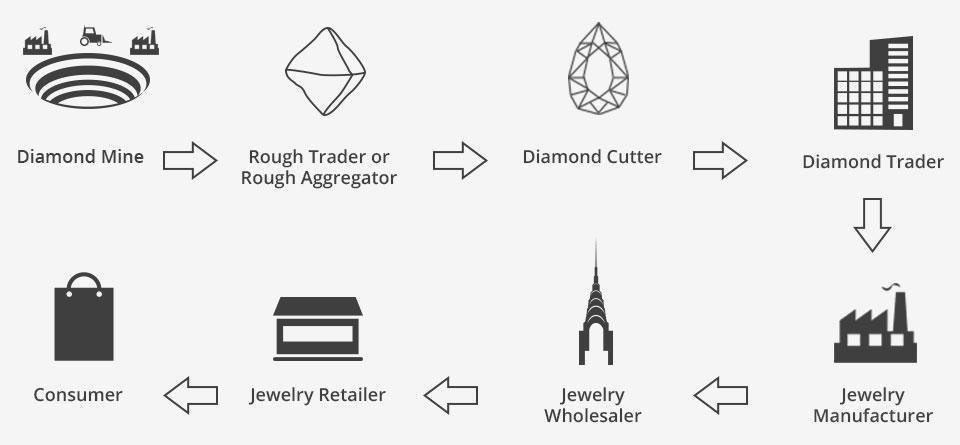 Diamond Mine
Rough Trader or
Rough Aggregator
Diamond Cutter
Diamond Trader
Consumer
Jewelry Retailer
Jewelry
Wholesaler
Jewelry
Manufacturer